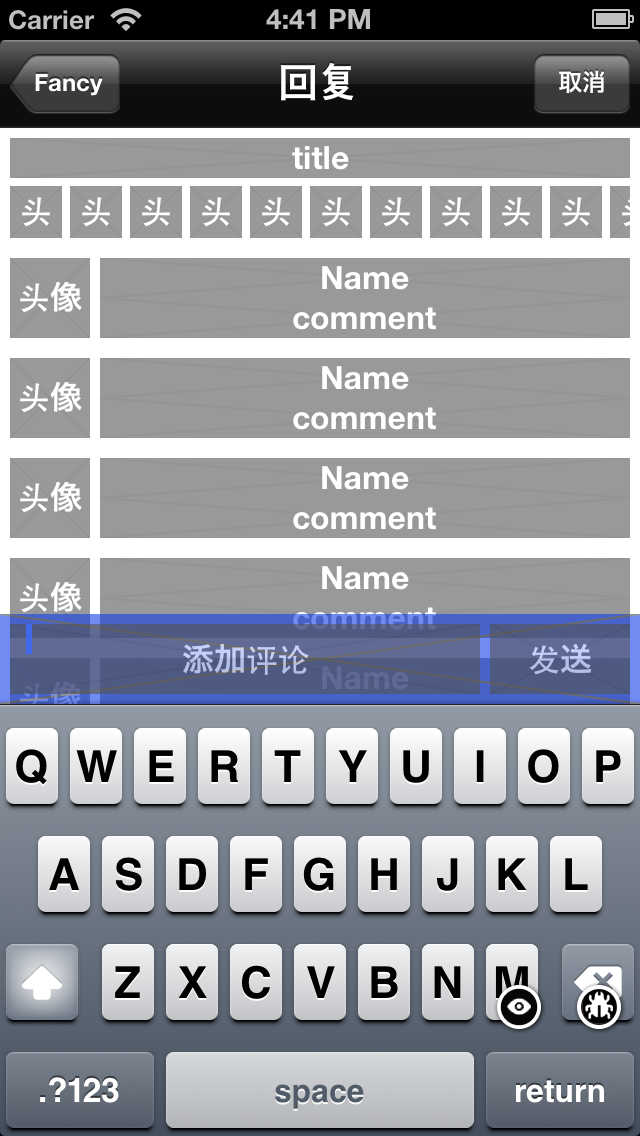 Carrier 4:41 PM
Fancy 回复 取消
title
头 头 头 头 头 头 头 头 头 头
头像 Name
comment
头像 Name
comment
头像 Name
comment
头像 Name
comment
添加评论 发送
头像 Name
Q W E R T Y U I O P
A S D F G H J K L
Z X C V B N M
.?123 space return